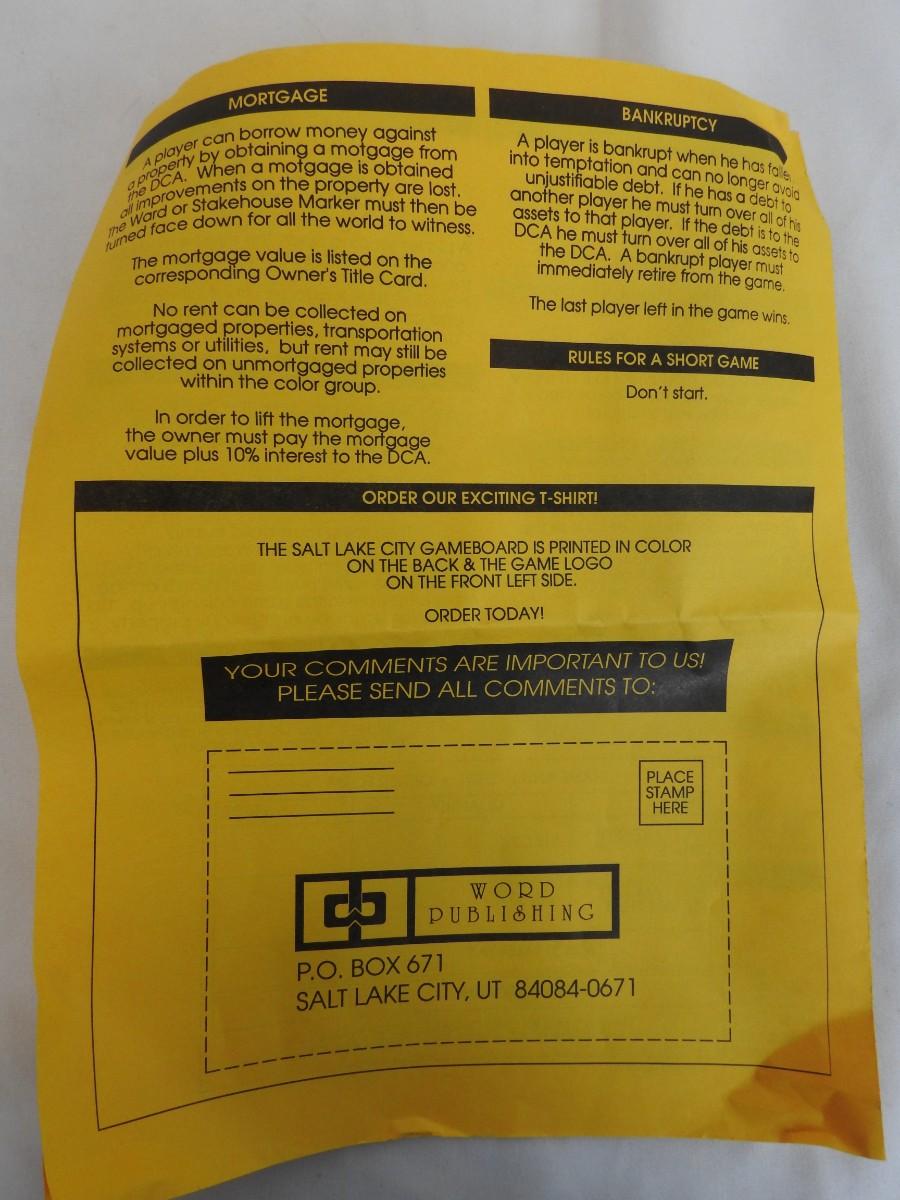 MORTGAGE
A player can borrow money against
a property by obtaining a motgage from
the DCA. When a motgage is obtained
all improvements on the property are lost.
The Ward or Stakehouse Marker must then be
turned face down for all the world to witness.
The mortgage value is listed on the
corresponding Owner's Title Card.
No rent can be collected on
mortgaged properties, transportation
systems or utilities, but rent may still be
collected on unmortgaged properties
within the color group.
In order to lift the mortgage,
the owner must pay the mortgage
value plus 10% interest to the DCA.
BANKRUPTCY
A player is bankrupt when he has fallen
into temptation and can no longer avoid
unjustifiable debt. If he has a debt to
another player he must turn over all of his
assets to that player. If the debt is to the
DCA he must turn over all of his assets to
the DCA. A bankrupt player must
immediately retire from the game.
The last player left in the game wins.
RULES FOR A SHORT GAME
Don't start.
ORDER OUR EXCITING T-SHIRT!
THE SALT LAKE CITY GAMEBOARD IS PRINTED IN COLOR
ON THE BACK & THE GAME LOGO
ON THE FRONT LEFT SIDE.
ORDER TODAY!
YOUR COMMENTS ARE IMPORTANT TO US!
PLEASE SEND ALL COMMENTS TO:
PLACE
STAMP
HERE
WORD
PUBLISHING
P.O. BOX 671
SALT LAKE CITY, UT 84084-0671